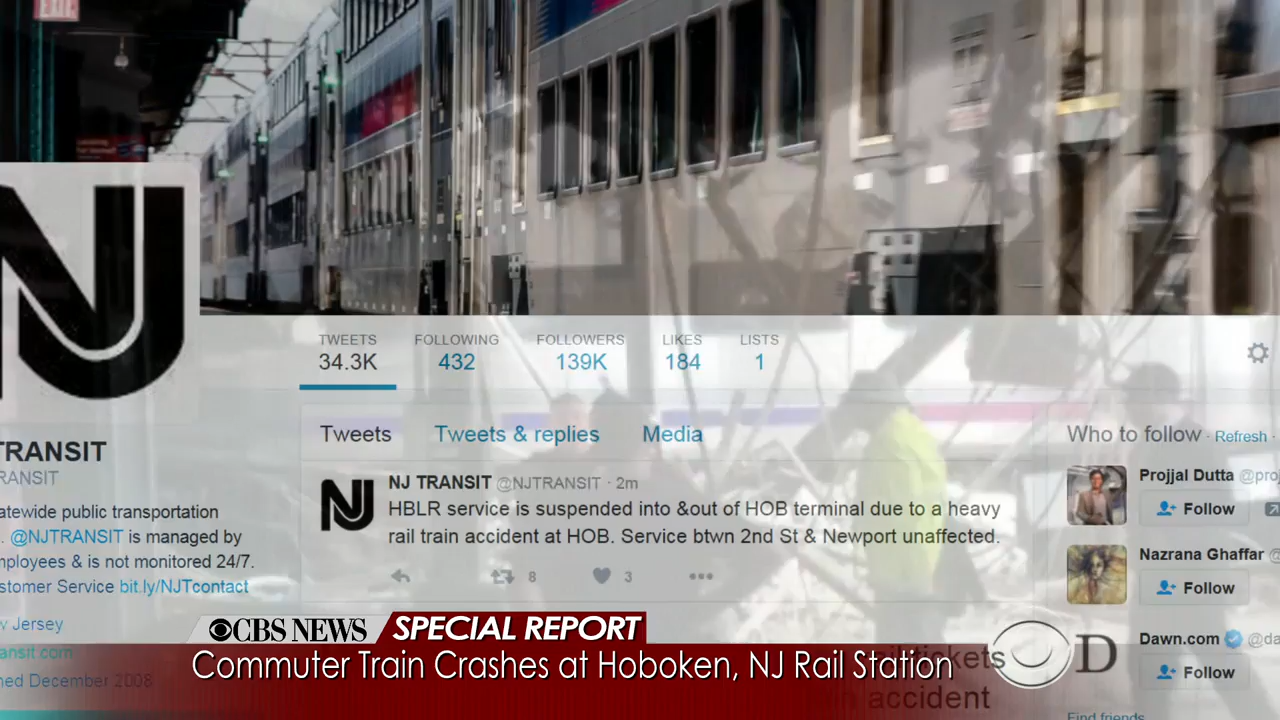 EXIT
NJ
TWEETS FOLLOWING FOLLOWERS LIKES LISTS
34.3K 432 139K 184 1
Tweets Tweets & replies Media
NJ TRANSIT @NJTRANSIT · 2m
HBLR service is suspended into &out of HOB terminal due to a heavy
rail train accident at HOB. Service btwn 2nd St & Newport unaffected.
8 3
TRANSIT
RANSIT
atewide public transportation
. @NJTRANSIT is managed by
mployees & is not monitored 24/7.
stomer Service bit.ly/NJTcontact
w Jersey
ansit.com
ned December 2008
Who to follow · Refresh ·
Projjal Dutta @proj
Follow
Nazrana Ghaffar @
Follow
Dawn.com @da
Follow
Find friends
CBS NEWS SPECIAL REPORT
Commuter Train Crashes at Hoboken, NJ Rail Station
tickets
accident
D